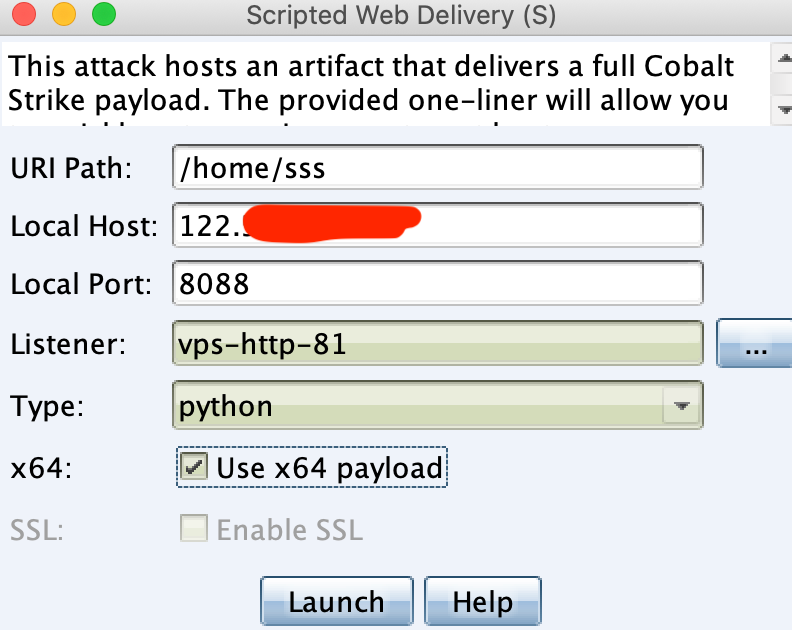 Scripted Web Delivery (S)
This attack hosts an artifact that delivers a full Cobalt
Strike payload. The provided one-liner will allow you
URI Path: /home/sss
Local Host: 122.
Local Port: 8088
Listener: vps-http-81 ...
Type: python
x64: Use x64 payload
SSL: Enable SSL
Launch Help